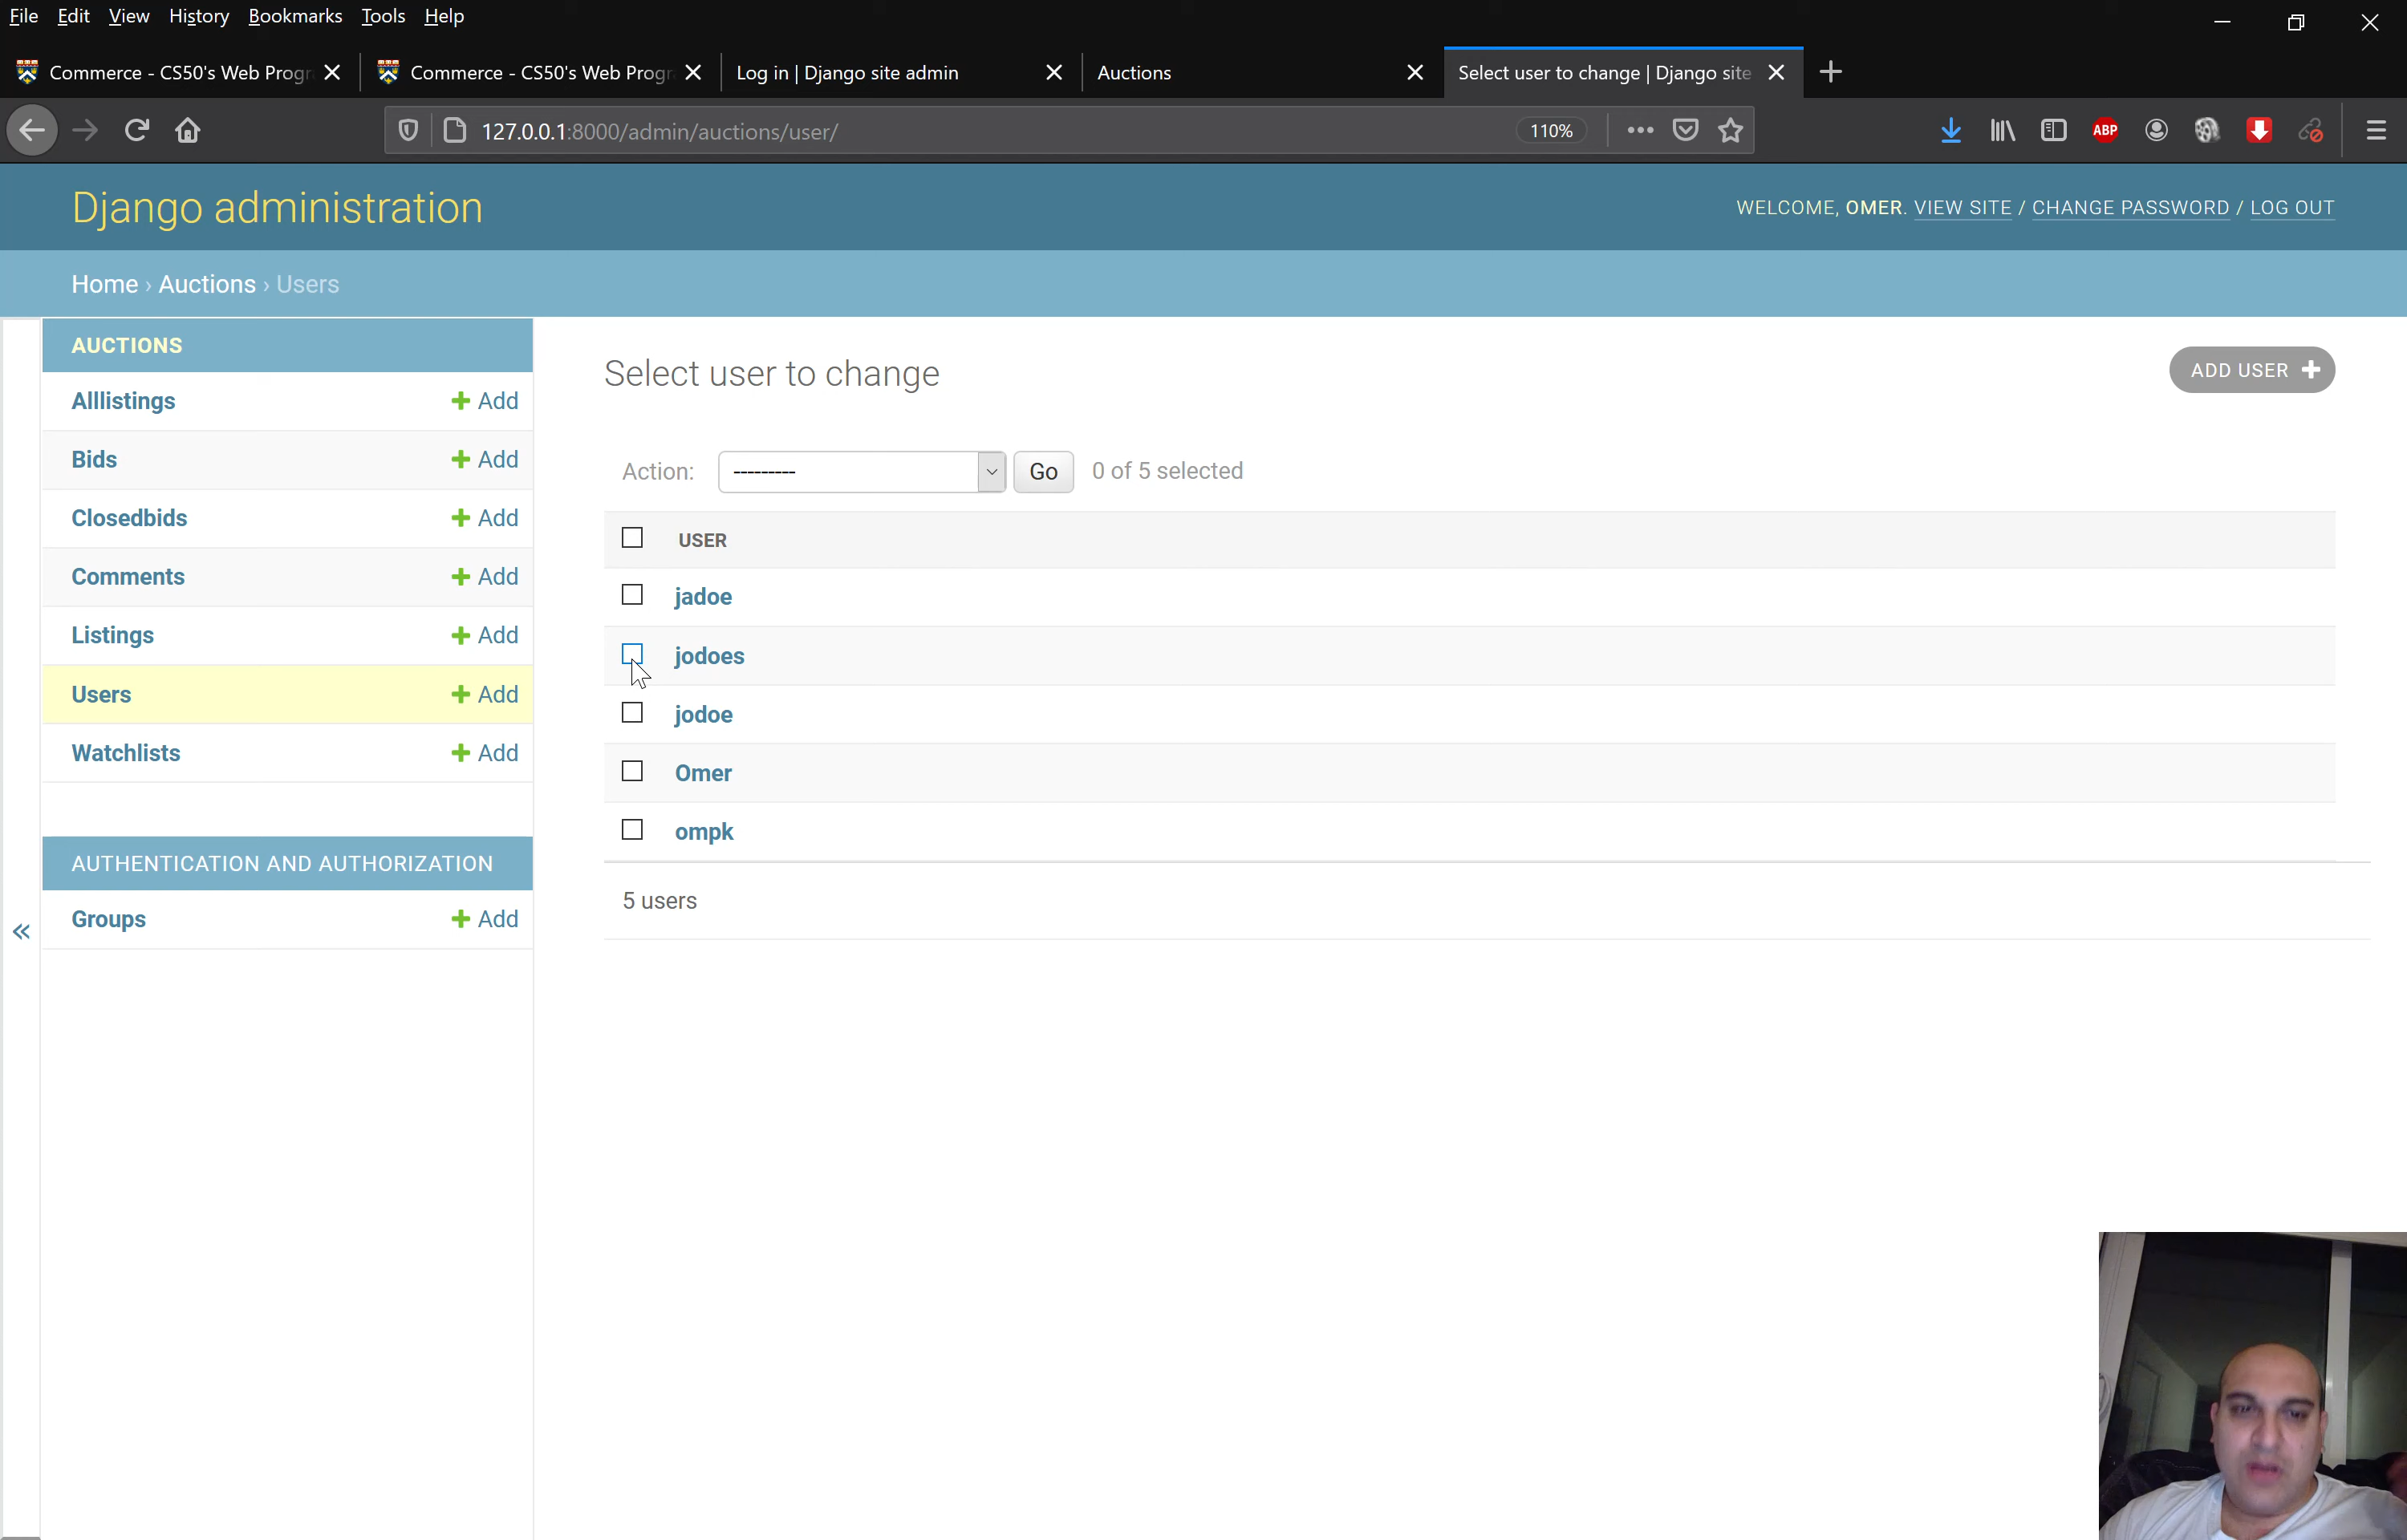 File Edit View History Bookmarks Tools Help
Commerce - CS50's Web Progr
Commerce - CS50's Web Progr
Log in | Django site admin
Auctions
Select user to change | Django site
127.0.0.1:8000/admin/auctions/user/
110%
ABP
Django administration
WELCOME, OMER. VIEW SITE / CHANGE PASSWORD / LOG OUT
Home › Auctions › Users
AUCTIONS
Alllistings + Add
Bids + Add
Closedbids + Add
Comments + Add
Listings + Add
Users + Add
Watchlists + Add
AUTHENTICATION AND AUTHORIZATION
Groups + Add
«
Select user to change
ADD USER +
Action: --------- Go 0 of 5 selected
USER
jadoe
jodoes
jodoe
Omer
ompk
5 users